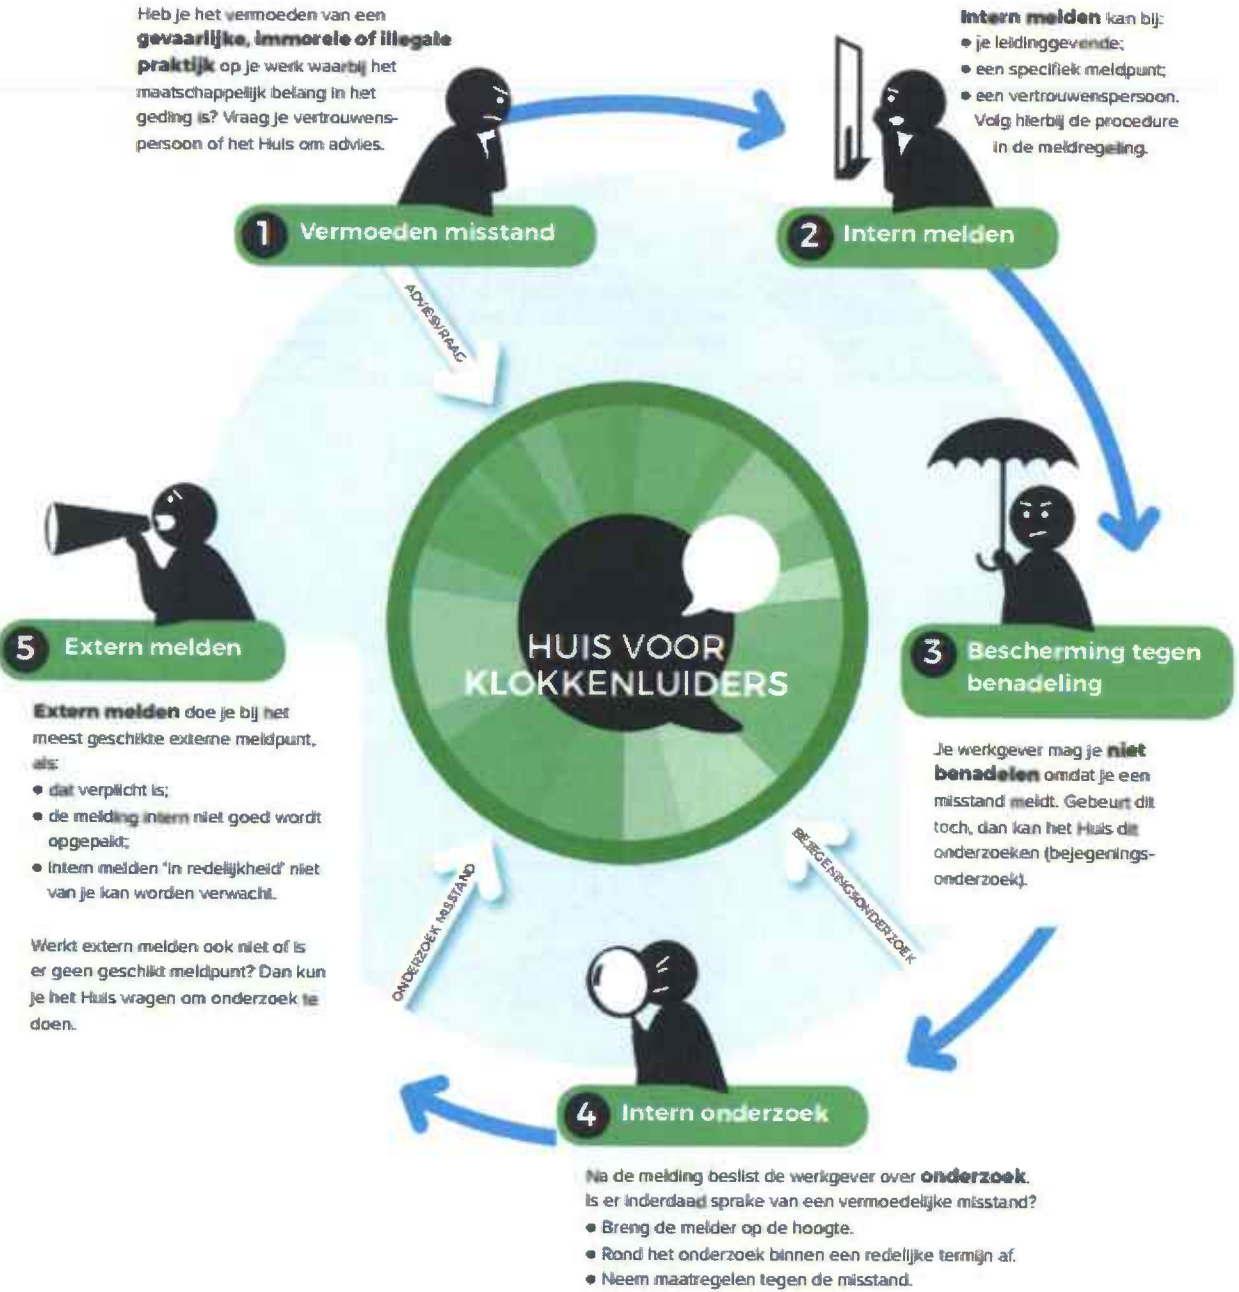 Heb je het vermoeden van een
gevaarlijke, immorele of illegale
praktijk op je werk waarbij het
maatschappelijk belang in het
geding is? Vraag je vertrouwens-
persoon of het Huis om advies.
1 Vermoeden misstand
Intern melden kan bij:
• je leidinggevende;
• een specifiek meldpunt;
• een vertrouwenspersoon.
Volg hierbij de procedure
in de meldregeling.
2 Intern melden
ADVIESVRAAG
HUIS VOOR
KLOKKENLUIDERS
3 Bescherming tegen
benadeling
Je werkgever mag je niet
benadelen omdat je een
misstand meldt. Gebeurt dit
toch, dan kan het Huis dit
onderzoeken (bejegenings-
onderzoek).
BEJEGENINGSONDERZOEK
4 Intern onderzoek
Na de melding beslist de werkgever over onderzoek.
Is er inderdaad sprake van een vermoedelijke misstand?
• Breng de melder op de hoogte.
• Rond het onderzoek binnen een redelijke termijn af.
• Neem maatregelen tegen de misstand.
ONDERZOEK MISSTAND
5 Extern melden
Extern melden doe je bij het
meest geschikte externe meldpunt,
als:
• dat verplicht is;
• de melding intern niet goed wordt
opgepakt;
• intern melden 'in redelijkheid' niet
van je kan worden verwacht.
Werkt extern melden ook niet of is
er geen geschikt meldpunt? Dan kun
je het Huis vragen om onderzoek te
doen.